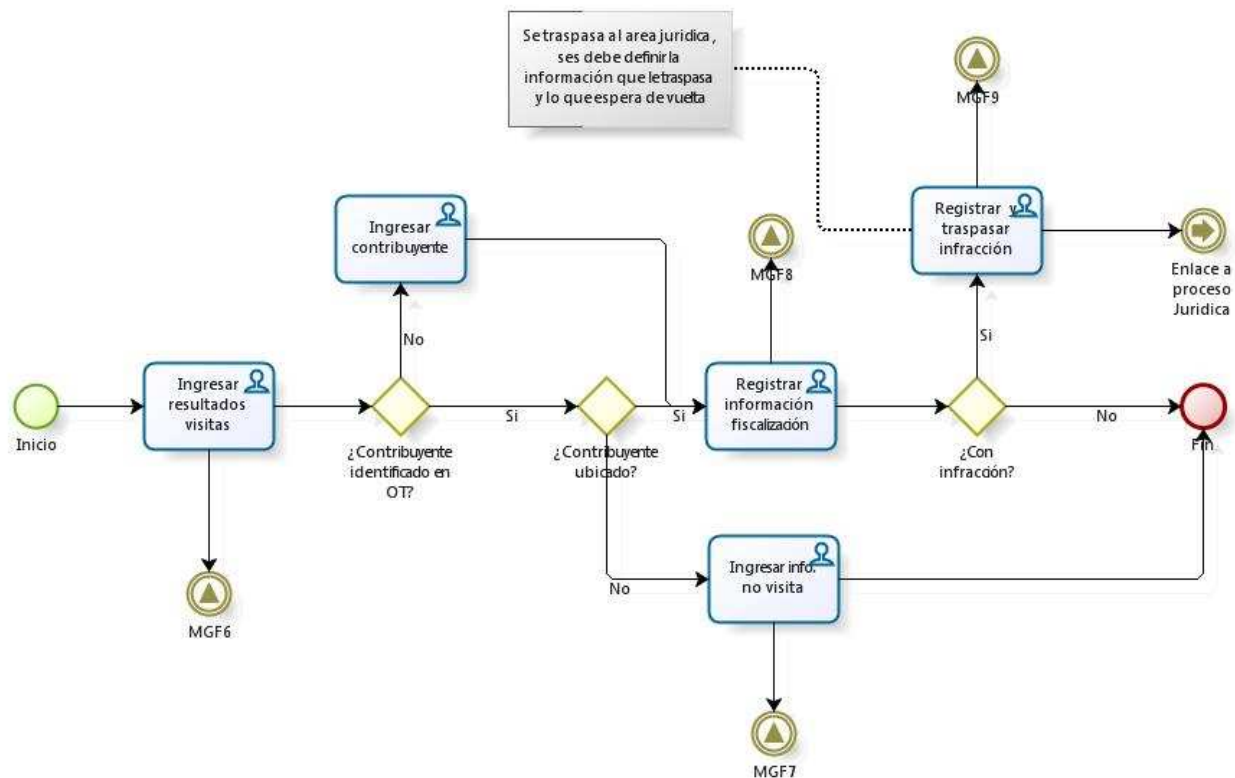 Se traspasa al area juridica,
ses debe definir la
información que le traspasa
y lo que espera de vuelta
MGF9
Ingresar
contribuyente
Registrar y
traspasar
infracción
MGF8
Enlace a
proceso
Juridica
No
Si
Ingresar
resultados
visitas
Registrar
información
fiscalización
Inicio
Si
Si
No
Fin
¿Contribuyente
identificado en
OT?
¿Contribuyente
ubicado?
¿Con
infracción?
Ingresar info.
no visita
No
MGF6
MGF7